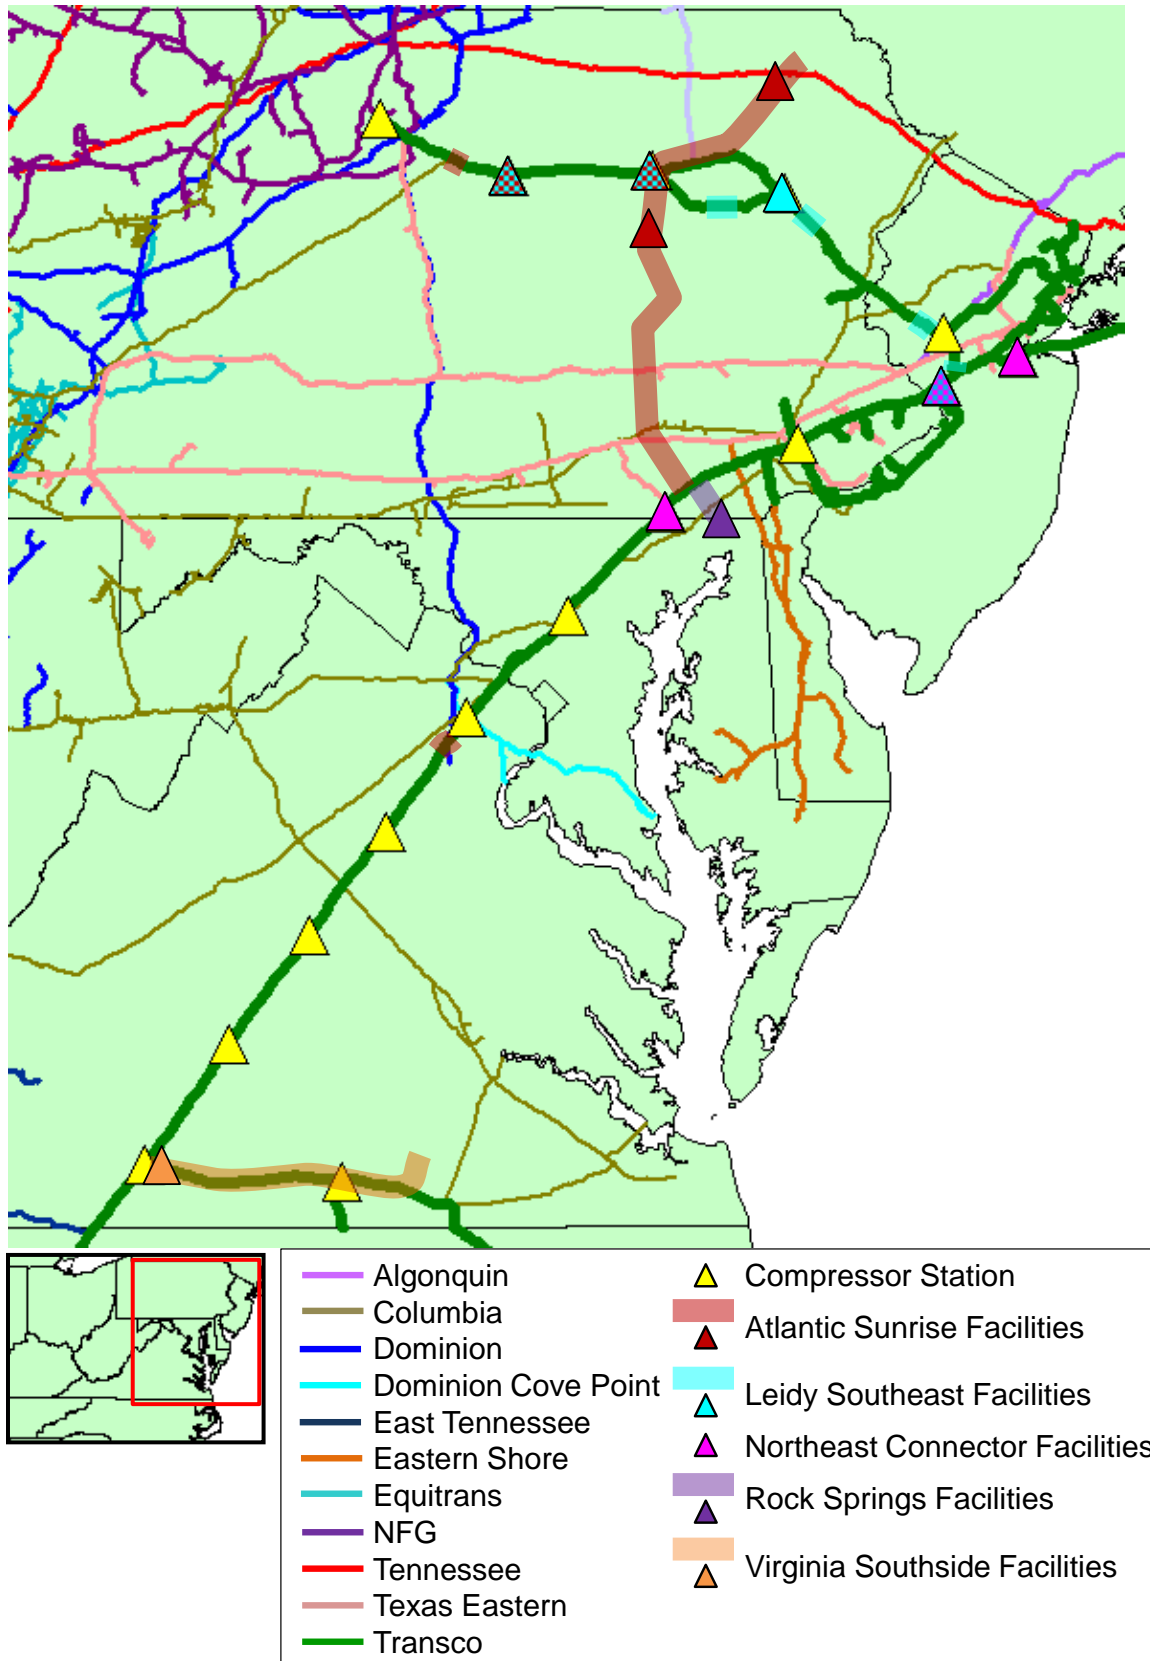 Algonquin
Columbia
Dominion
Dominion Cove Point
East Tennessee
Eastern Shore
Equitrans
NFG
Tennessee
Texas Eastern
Transco
Compressor Station
Atlantic Sunrise Facilities
Leidy Southeast Facilities
Northeast Connector Facilities
Rock Springs Facilities
Virginia Southside Facilities